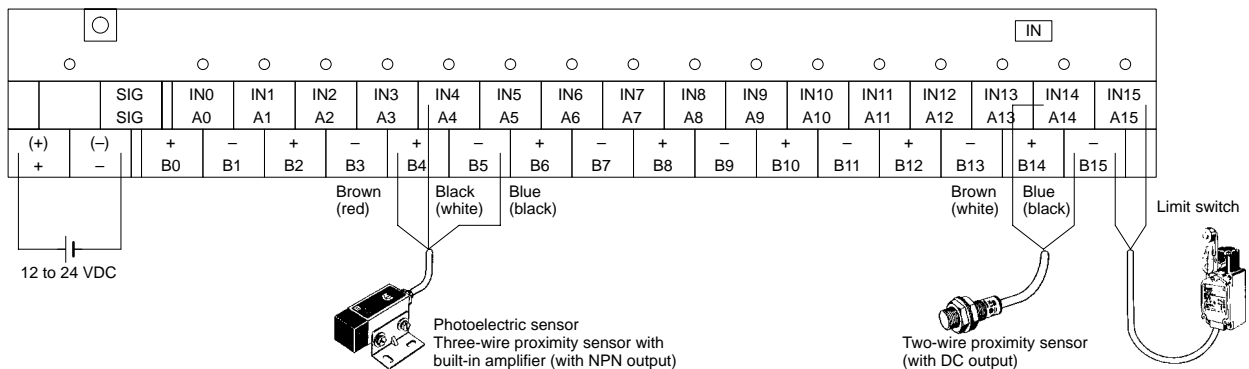 IN
SIG IN0 IN1 IN2 IN3 IN4 IN5 IN6 IN7 IN8 IN9 IN10 IN11 IN12 IN13 IN14 IN15
SIG A0 A1 A2 A3 A4 A5 A6 A7 A8 A9 A10 A11 A12 A13 A14 A15
(+) (–) + – + – + – + – + – + – + – + –
+ – B0 B1 B2 B3 B4 B5 B6 B7 B8 B9 B10 B11 B12 B13 B14 B15
Brown
(red)
Black
(white)
Blue
(black)
Brown
(white)
Blue
(black)
Limit switch
12 to 24 VDC
Photoelectric sensor
Three-wire proximity sensor with
built-in amplifier (with NPN output)
Two-wire proximity sensor
(with DC output)